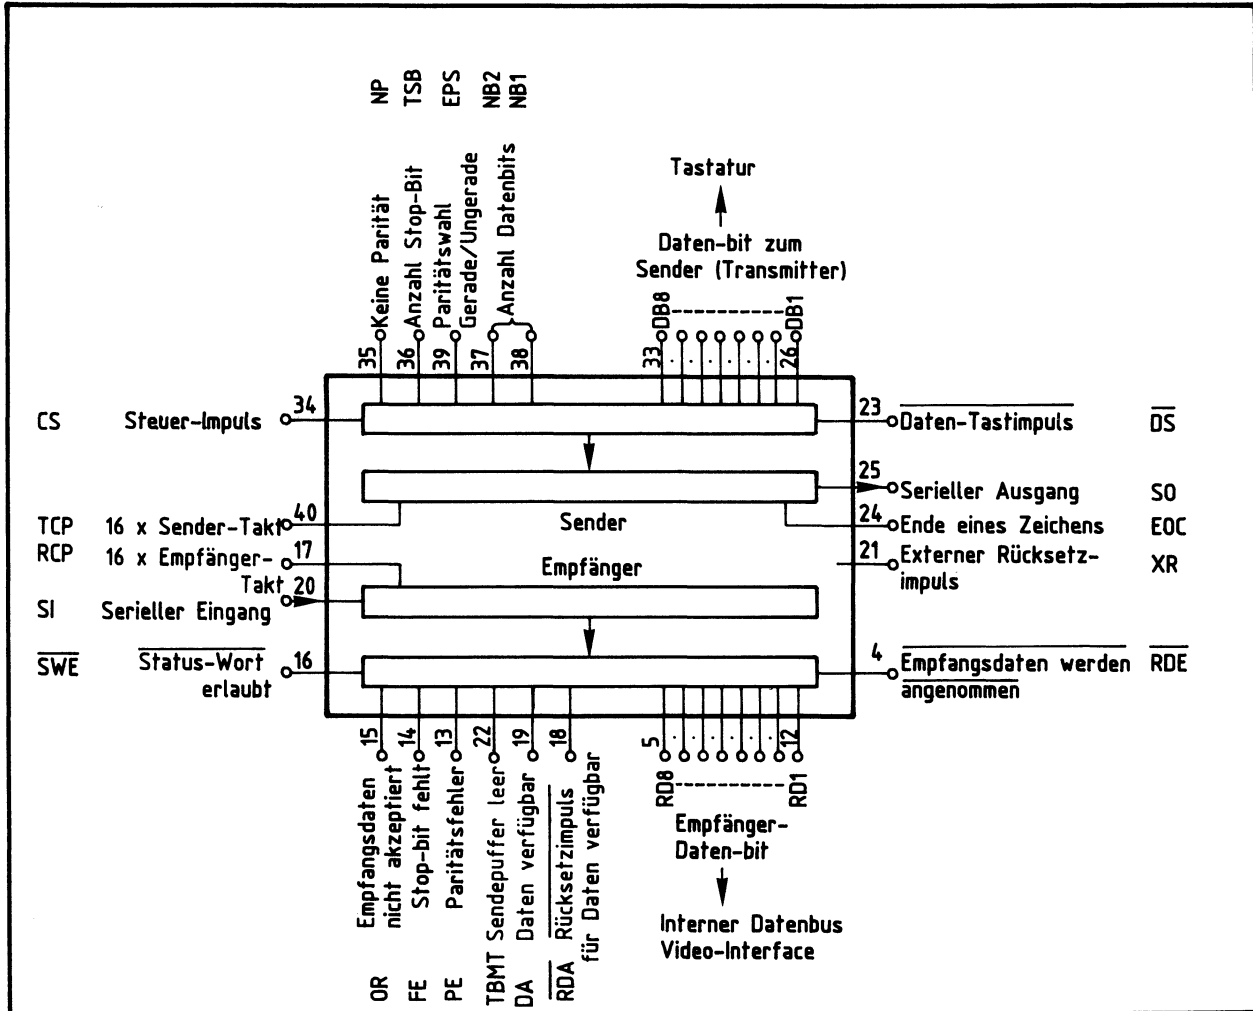 NP
TSB
EPS
NB2
NB1
Keine Parität
Anzahl Stop-Bit
Paritätswahl
Gerade/Ungerade
Anzahl Datenbits
35
36
39
37
38
Tastatur
Daten-bit zum
Sender (Transmitter)
DB8 DB1
33 26
CS Steuer-Impuls 34
23 Daten-Tastimpuls DS
25 Serieller Ausgang SO
Sender
TCP 16 x Sender-Takt 40
24 Ende eines Zeichens EOC
RCP 16 x Empfänger-
Takt
17
Empfänger
21 Externer Rücksetz-
impuls
XR
SI Serieller Eingang 20
SWE Status-Wort
erlaubt
16
4 Empfangsdaten werden
angenommen
RDE
15
14
13
22
19
18
5 12
RD8 RD1
Empfangsdaten
nicht akzeptiert
Stop-bit fehlt
Paritätsfehler
Sendepuffer leer
Daten verfügbar
Rücksetzimpuls
für Daten verfügbar
OR
FE
PE
TBMT
DA
RDA
Empfänger-
Daten-bit
Interner Datenbus
Video-Interface